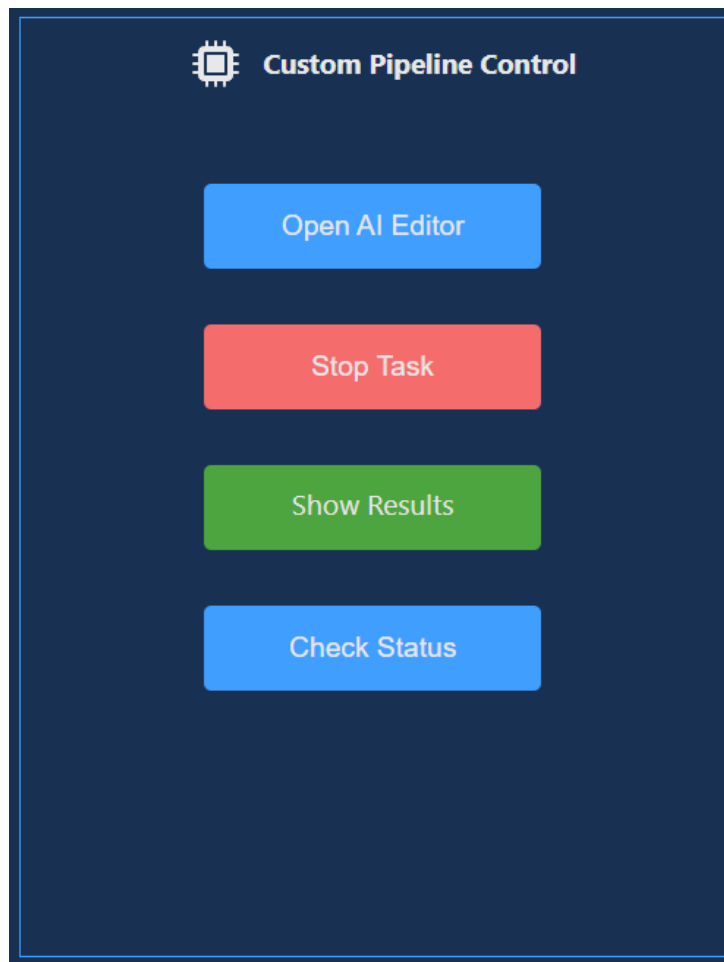 Custom Pipeline Control
Open AI Editor
Stop Task
Show Results
Check Status